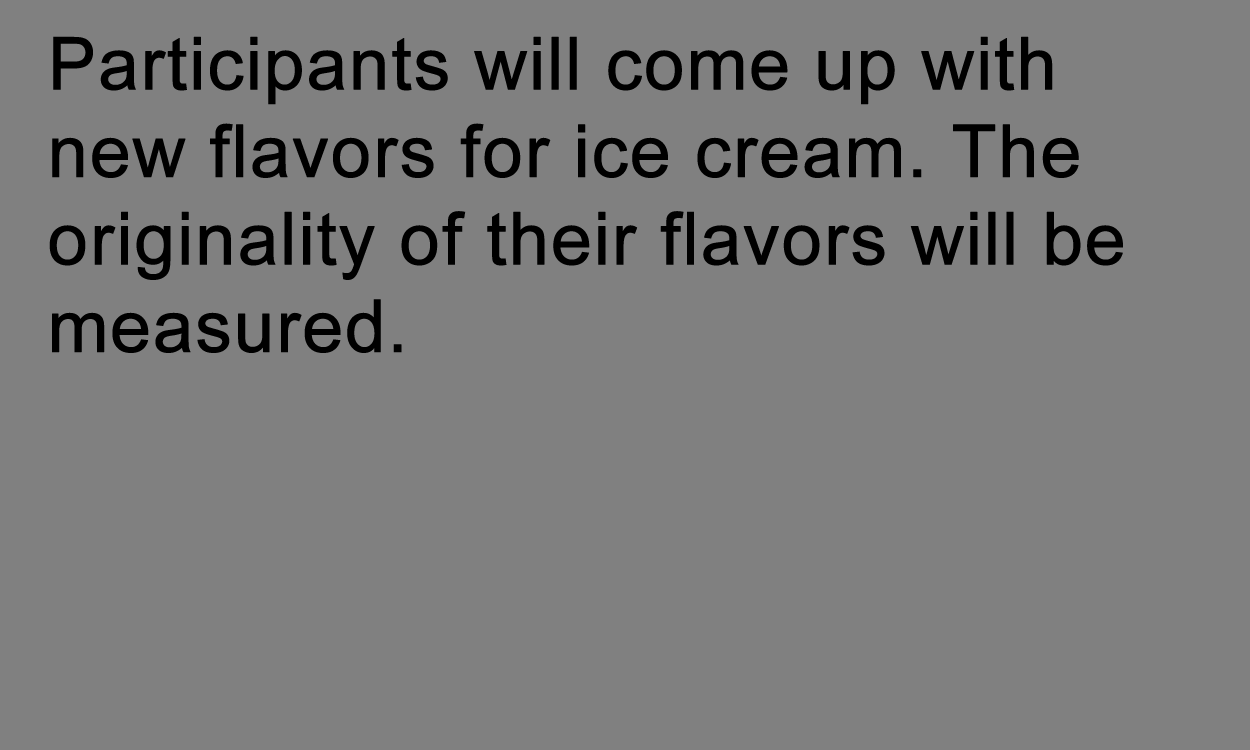 Participants will come up with
new flavors for ice cream. The
originality of their flavors will be
measured.